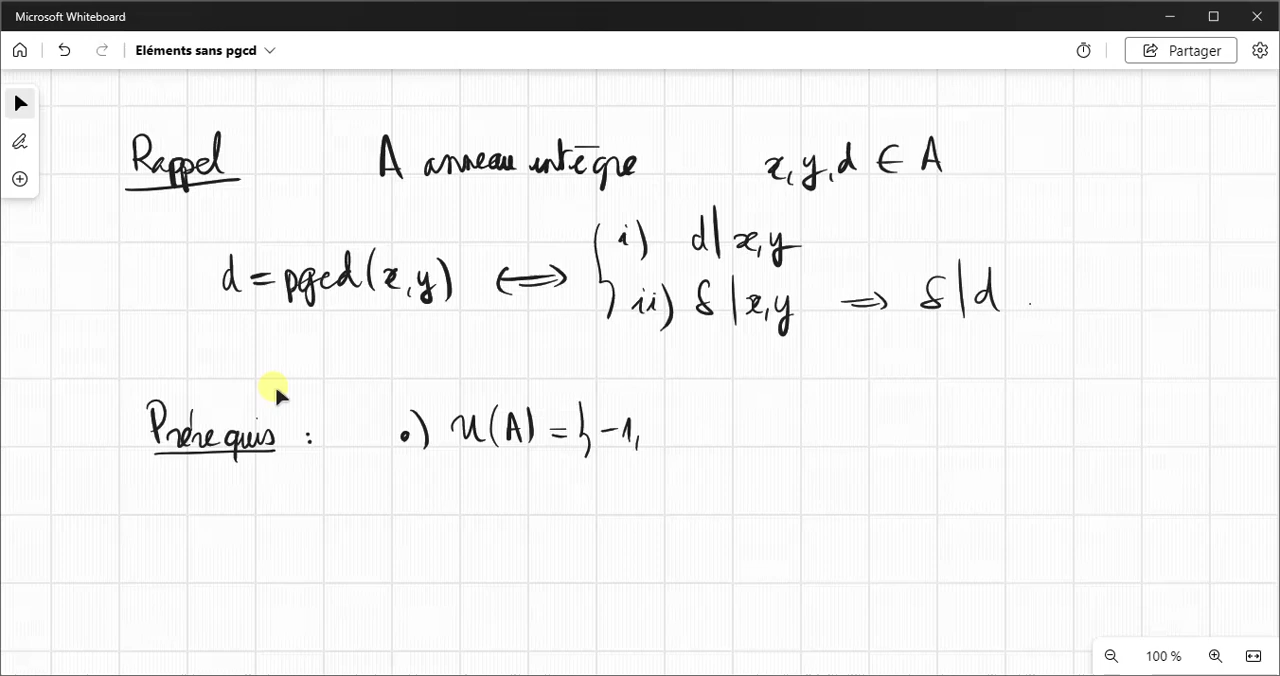 Microsoft Whiteboard
Eléments sans pgcd
Partager
Rappel A anneau intègre x, y, d ∈ A
d = pgcd(x, y) ⟺ { i) d | x, y
ii) δ | x, y ⟹ δ | d .
Prérequis : •) U(A) = { -1,
100 %